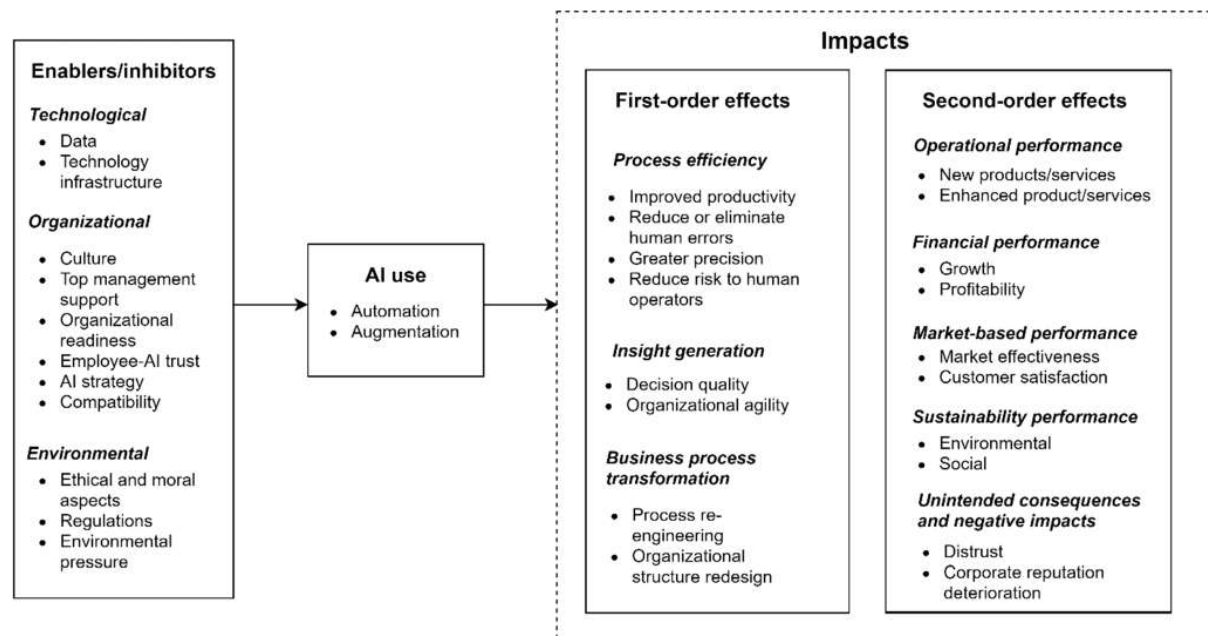 Enablers/inhibitors
Technological
• Data
• Technology
infrastructure
Organizational
• Culture
• Top management
support
• Organizational
readiness
• Employee-AI trust
• AI strategy
• Compatibility
Environmental
• Ethical and moral
aspects
• Regulations
• Environmental
pressure
AI use
• Automation
• Augmentation
Impacts
First-order effects
Process efficiency
• Improved productivity
• Reduce or eliminate
human errors
• Greater precision
• Reduce risk to human
operators
Insight generation
• Decision quality
• Organizational agility
Business process
transformation
• Process re-
engineering
• Organizational
structure redesign
Second-order effects
Operational performance
• New products/services
• Enhanced product/services
Financial performance
• Growth
• Profitability
Market-based performance
• Market effectiveness
• Customer satisfaction
Sustainability performance
• Environmental
• Social
Unintended consequences
and negative impacts
• Distrust
• Corporate reputation
deterioration